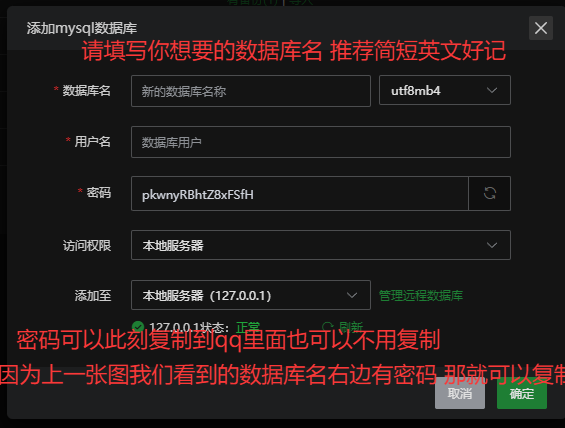 添加mysql数据库
请填写你想要的数据库名 推荐简短英文好记
* 数据库名 新的数据库名称 utf8mb4
* 用户名 数据库用户
* 密码 pkwnyRBhtZ8xFSfH
访问权限 本地服务器
添加至 本地服务器（127.0.0.1） 管理远程数据库
127.0.0.1状态：正常 刷新
密码可以此刻复制到qq里面也可以不用复制
因为上一张图我们看到的数据库名右边有密码 那就可以复制
取消 确定